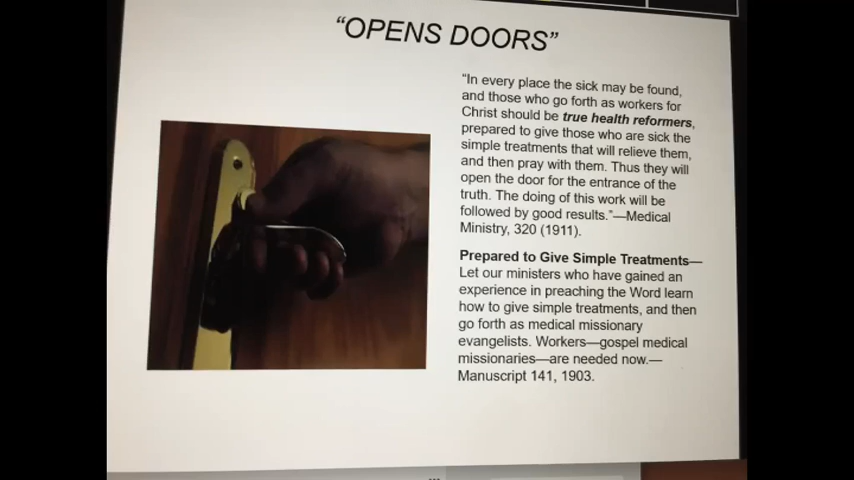 “OPENS DOORS”
“In every place the sick may be found,
and those who go forth as workers for
Christ should be true health reformers,
prepared to give those who are sick the
simple treatments that will relieve them,
and then pray with them. Thus they will
open the door for the entrance of the
truth. The doing of this work will be
followed by good results.”—Medical
Ministry, 320 (1911).
Prepared to Give Simple Treatments—
Let our ministers who have gained an
experience in preaching the Word learn
how to give simple treatments, and then
go forth as medical missionary
evangelists. Workers—gospel medical
missionaries—are needed now.—
Manuscript 141, 1903.